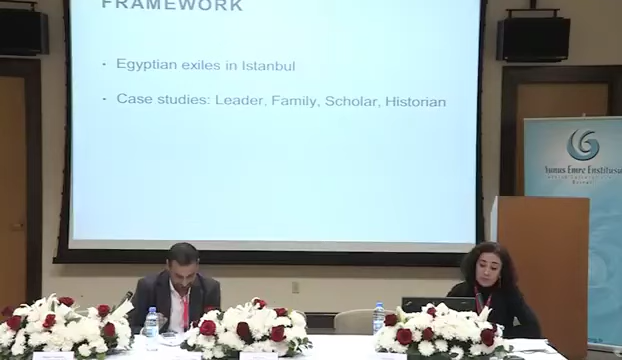 FRAMEWORK
· Egyptian exiles in Istanbul
· Case studies: Leader, Family, Scholar, Historian
Yunus Emre Enstitüsü